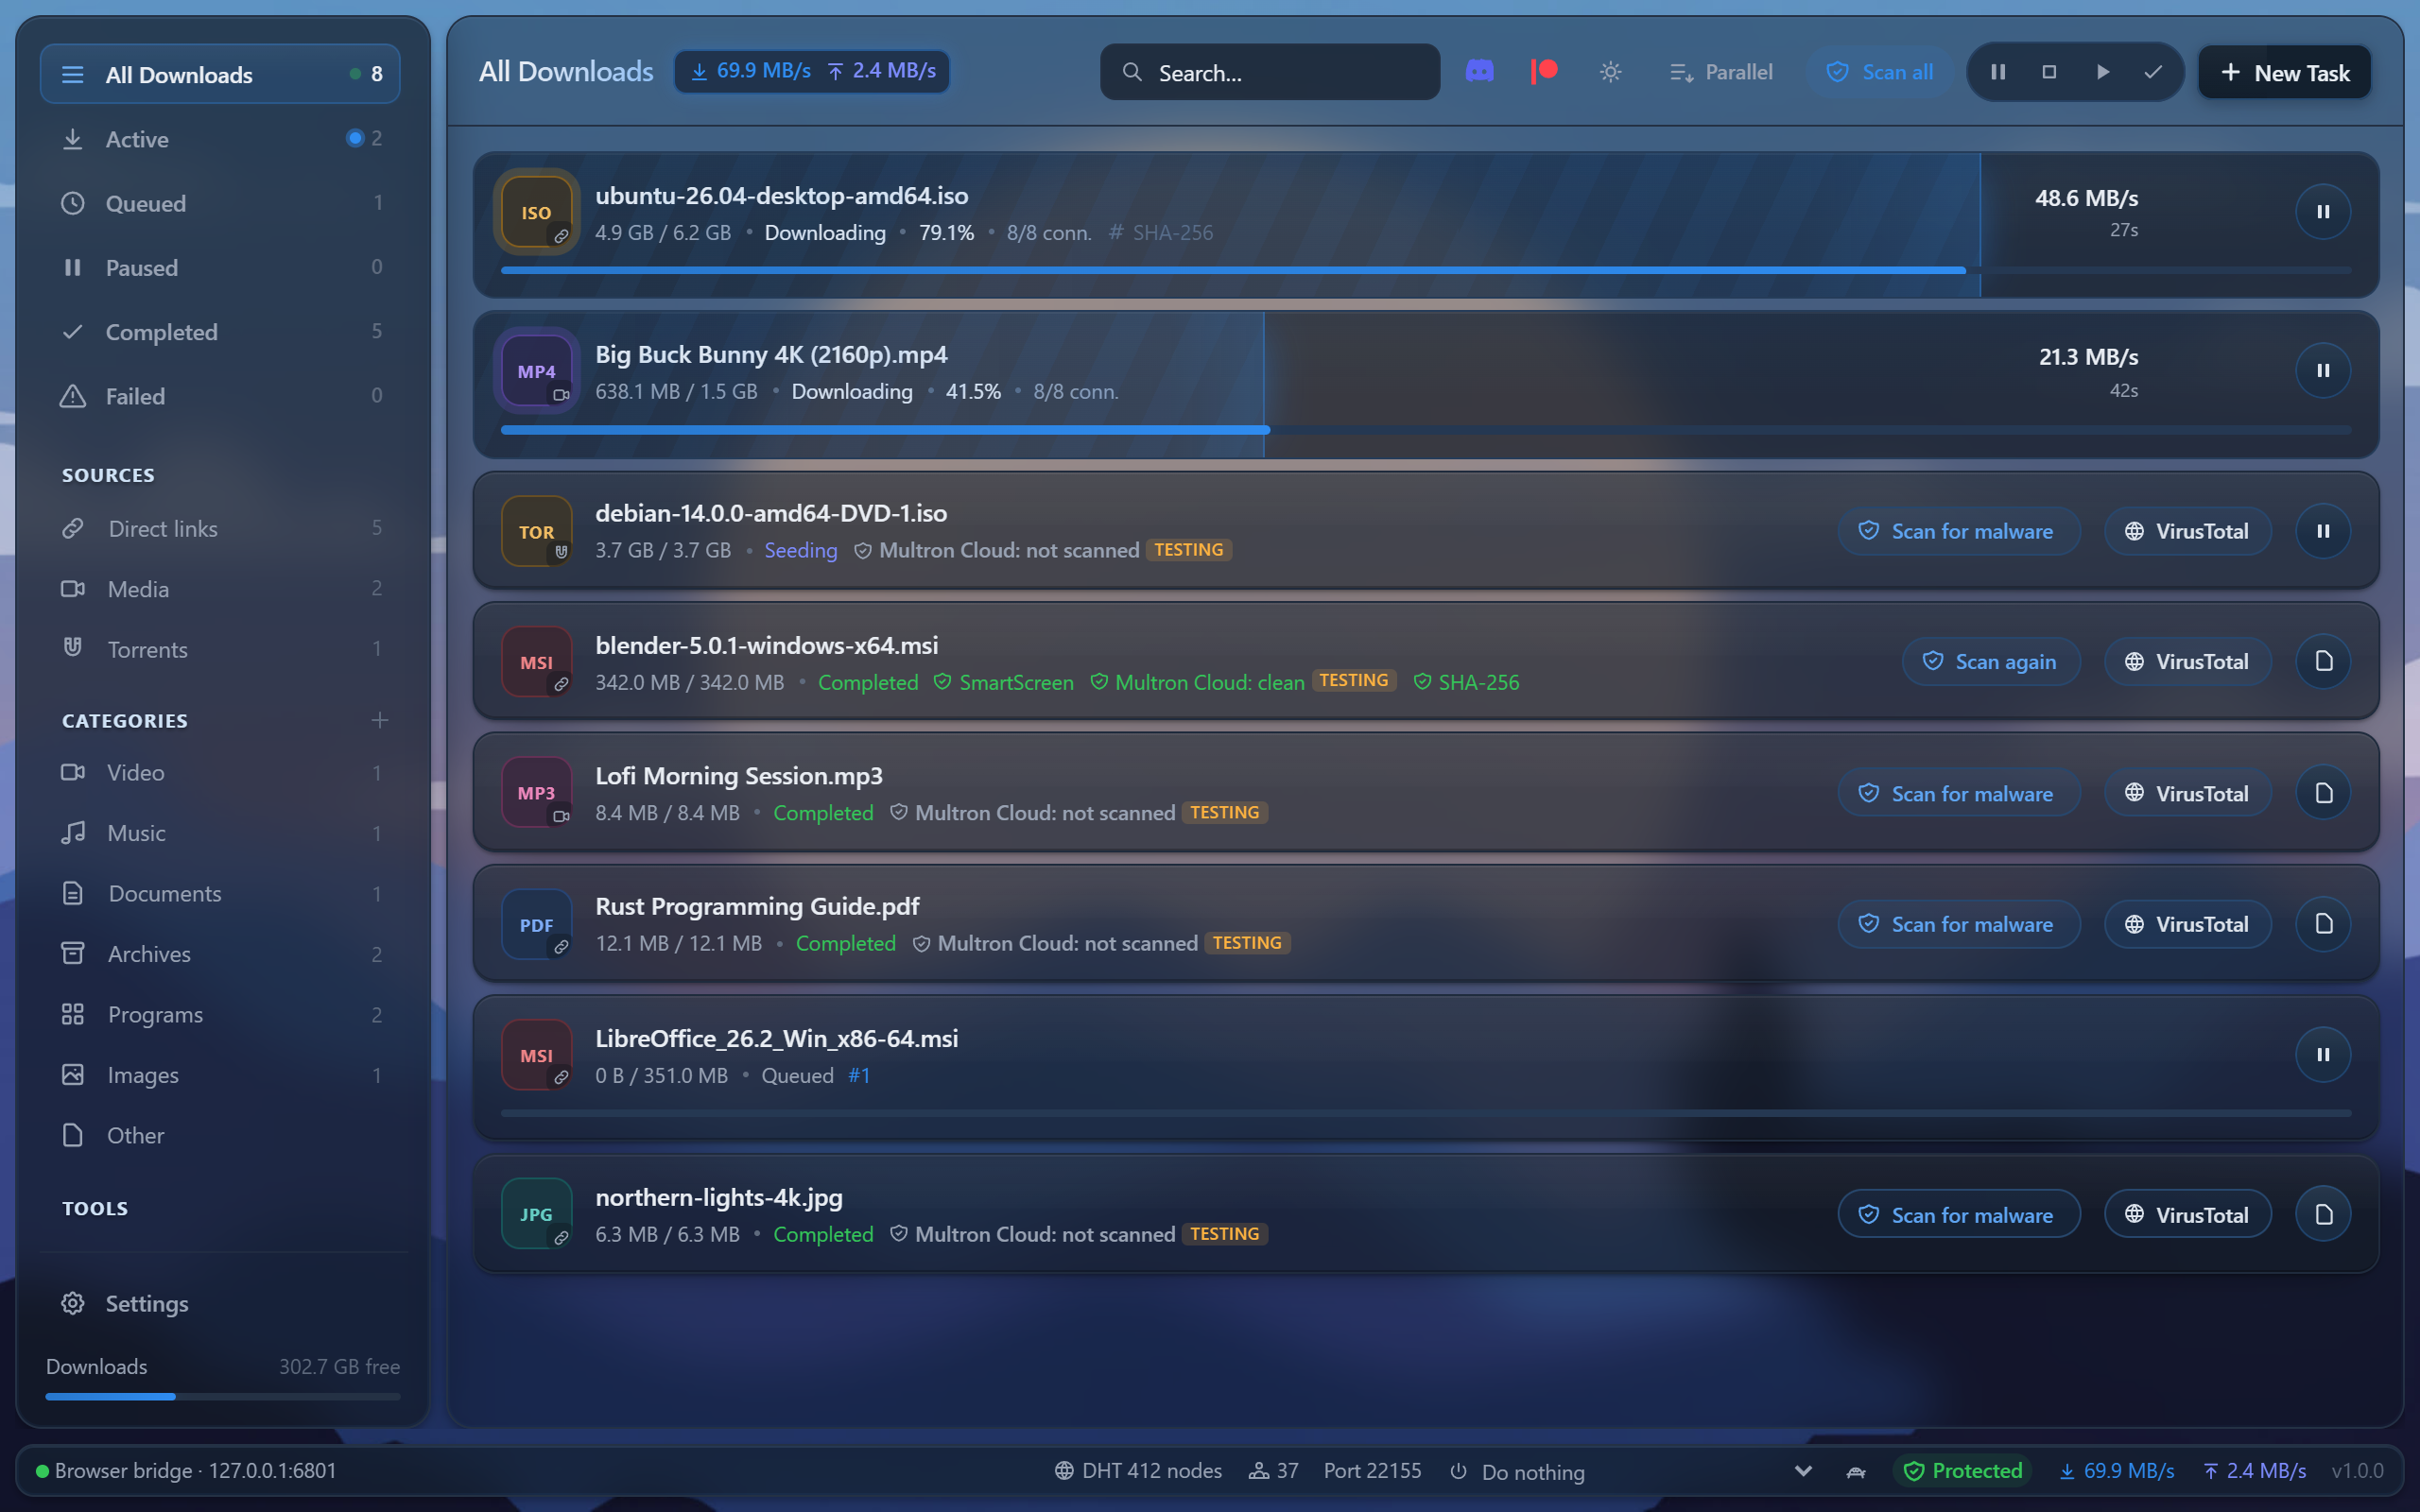 All Downloads 8
Active 2
Queued 1
Paused 0
Completed 5
Failed 0
SOURCES
Direct links 5
Media 2
Torrents 1
CATEGORIES
Video 1
Music 1
Documents 1
Archives 2
Programs 2
Images 1
Other
TOOLS
Settings
Downloads 302.7 GB free
All Downloads 69.9 MB/s 2.4 MB/s Search... Parallel Scan all New Task
ISO ubuntu-26.04-desktop-amd64.iso 48.6 MB/s
4.9 GB / 6.2 GB • Downloading • 79.1% • 8/8 conn. # SHA-256 27s
MP4 Big Buck Bunny 4K (2160p).mp4 21.3 MB/s
638.1 MB / 1.5 GB • Downloading • 41.5% • 8/8 conn. 42s
TOR debian-14.0.0-amd64-DVD-1.iso Scan for malware VirusTotal
3.7 GB / 3.7 GB • Seeding Multron Cloud: not scanned TESTING
MSI blender-5.0.1-windows-x64.msi Scan again VirusTotal
342.0 MB / 342.0 MB • Completed SmartScreen Multron Cloud: clean TESTING SHA-256
MP3 Lofi Morning Session.mp3 Scan for malware VirusTotal
8.4 MB / 8.4 MB • Completed Multron Cloud: not scanned TESTING
PDF Rust Programming Guide.pdf Scan for malware VirusTotal
12.1 MB / 12.1 MB • Completed Multron Cloud: not scanned TESTING
MSI LibreOffice_26.2_Win_x86-64.msi
0 B / 351.0 MB • Queued #1
JPG northern-lights-4k.jpg Scan for malware VirusTotal
6.3 MB / 6.3 MB • Completed Multron Cloud: not scanned TESTING
Browser bridge · 127.0.0.1:6801 DHT 412 nodes 37 Port 22155 Do nothing Protected 69.9 MB/s 2.4 MB/s v1.0.0